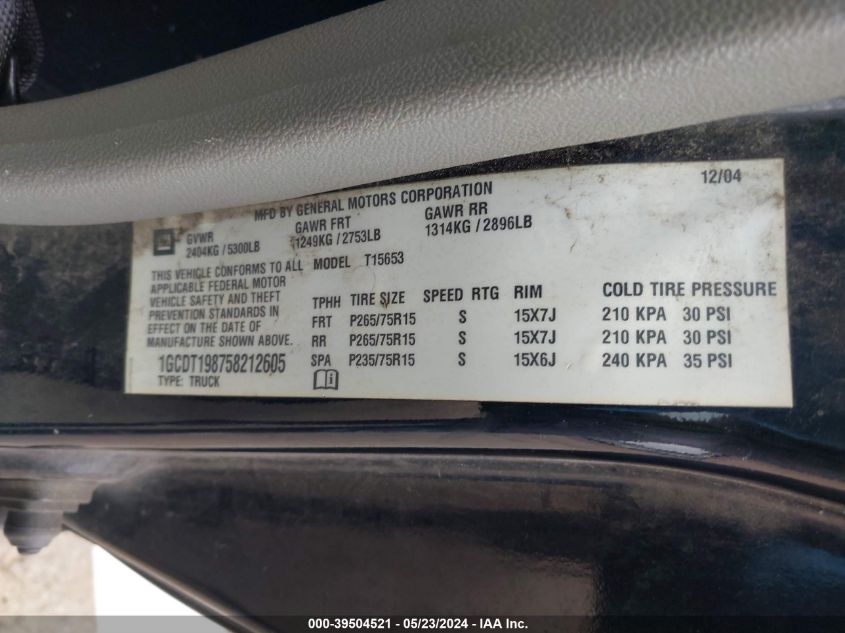 MFD BY GENERAL MOTORS CORPORATION 12/04
GM
GVWR GAWR FRT GAWR RR
2404KG / 5300LB 1249KG / 2753LB 1314KG / 2896LB
THIS VEHICLE CONFORMS TO ALL MODEL T15653
APPLICABLE FEDERAL MOTOR
VEHICLE SAFETY AND THEFT
PREVENTION STANDARDS IN
EFFECT ON THE DATE OF
MANUFACTURE SHOWN ABOVE.
1GCDT198758212605
TYPE: TRUCK
TPHH TIRE SIZE SPEED RTG RIM COLD TIRE PRESSURE
FRT P265/75R15 S 15X7J 210 KPA 30 PSI
RR P265/75R15 S 15X7J 210 KPA 30 PSI
SPA P235/75R15 S 15X6J 240 KPA 35 PSI
000-39504521 - 05/23/2024 - IAA Inc.